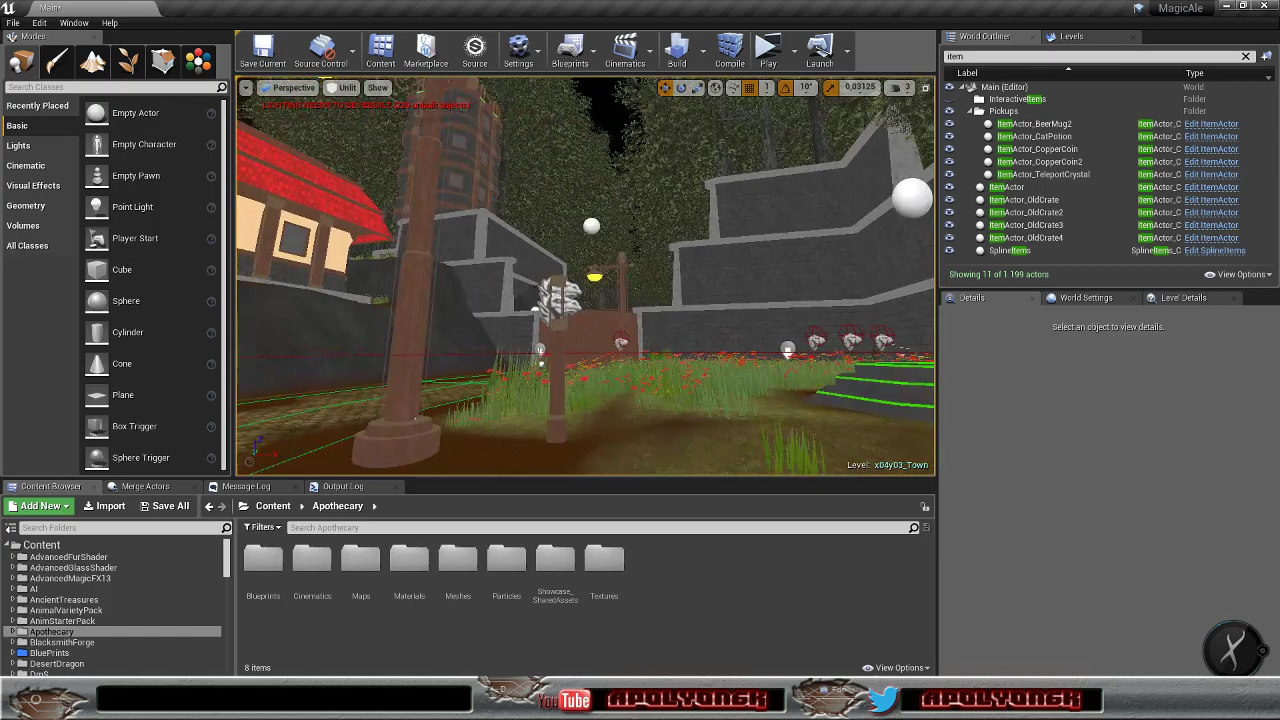 Main*
MagicAle
File Edit Window Help
Modes
Search Classes
Recently Placed
Basic
Lights
Cinematic
Visual Effects
Geometry
Volumes
All Classes
Empty Actor
Empty Character
Empty Pawn
Point Light
Player Start
Cube
Sphere
Cylinder
Cone
Plane
Box Trigger
Sphere Trigger
Save Current
Source Control
Content
Marketplace
Source
Settings
Blueprints
Cinematics
Build
Compile
Play
Launch
Perspective Unlit Show
1 10° 0,03125 3
Level: x04y03_Town
World Outliner Levels
item
Label Type
Main (Editor) World
InteractiveItems Folder
Pickups Folder
ItemActor_BeerMug2 ItemActor_C Edit ItemActor
ItemActor_CatPotion ItemActor_C Edit ItemActor
ItemActor_CopperCoin ItemActor_C Edit ItemActor
ItemActor_CopperCoin2 ItemActor_C Edit ItemActor
ItemActor_TeleportCrystal ItemActor_C Edit ItemActor
ItemActor ItemActor_C Edit ItemActor
ItemActor_OldCrate ItemActor_C Edit ItemActor
ItemActor_OldCrate2 ItemActor_C Edit ItemActor
ItemActor_OldCrate3 ItemActor_C Edit ItemActor
ItemActor_OldCrate4 ItemActor_C Edit ItemActor
SplineItems SplineItems_C Edit SplineItems
Showing 11 of 1 199 actors View Options
Details World Settings Level Details
Select an object to view details.
Content Browser Merge Actors Message Log Output Log
Add New Import Save All Content Apothecary
Search Folders
Filters Search Apothecary
Content
AdvancedFurShader
AdvancedGlassShader
AdvancedMagicFX13
AI
AncientTreasures
AnimalVarietyPack
AnimStarterPack
Apothecary
BlacksmithForge
BluePrints
DesertDragon
DmS
Blueprints
Cinematics
Maps
Materials
Meshes
Particles
Showcase_
SharedAssets
Textures
8 items View Options
YouTube APOLYONGK APOLYONGK